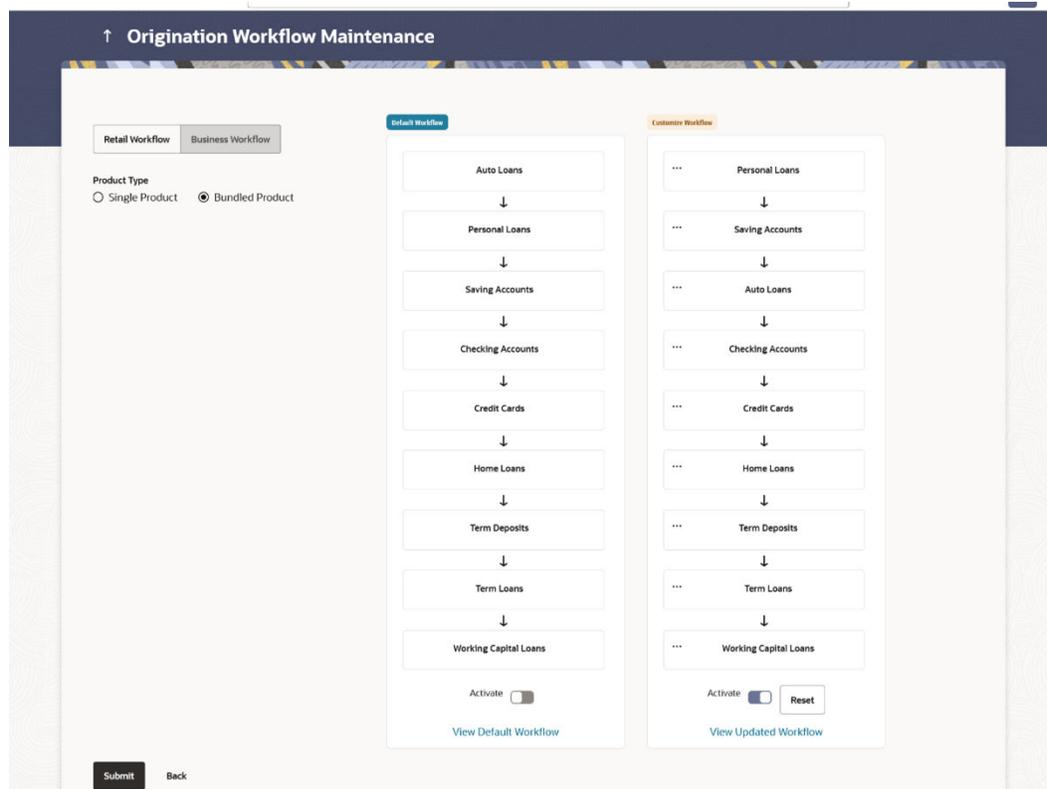 Origination Workflow Maintenance
Retail Workflow
Business Workflow
Product Type
Single Product
Bundled Product
Default Workflow
Auto Loans
Personal Loans
Saving Accounts
Checking Accounts
Credit Cards
Home Loans
Term Deposits
Term Loans
Working Capital Loans
Activate
View Default Workflow
Customize Workflow
Personal Loans
Saving Accounts
Auto Loans
Checking Accounts
Credit Cards
Home Loans
Term Deposits
Term Loans
Working Capital Loans
Activate
Reset
View Updated Workflow
Submit
Back